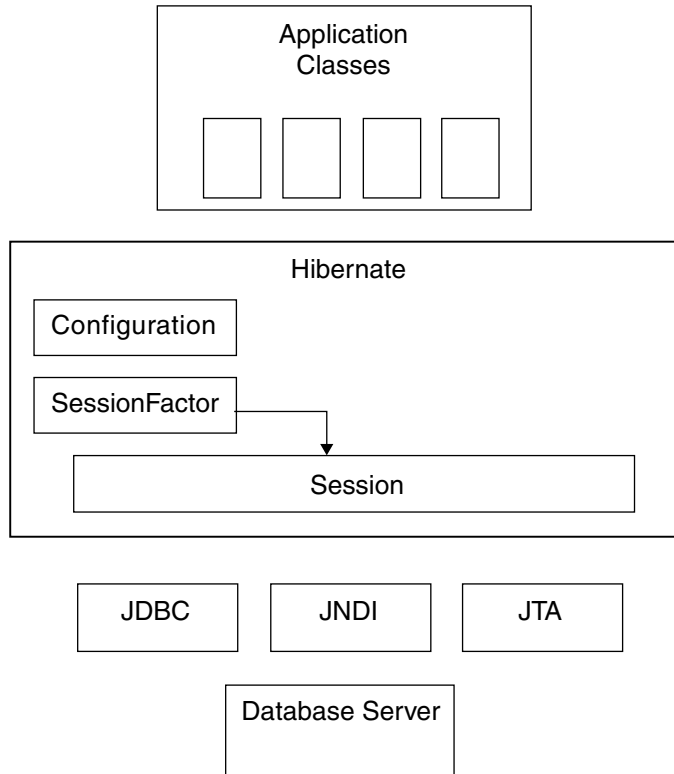 Application
Classes
Hibernate
Configuration
SessionFactor
Session
JDBC
JNDI
JTA
Database Server